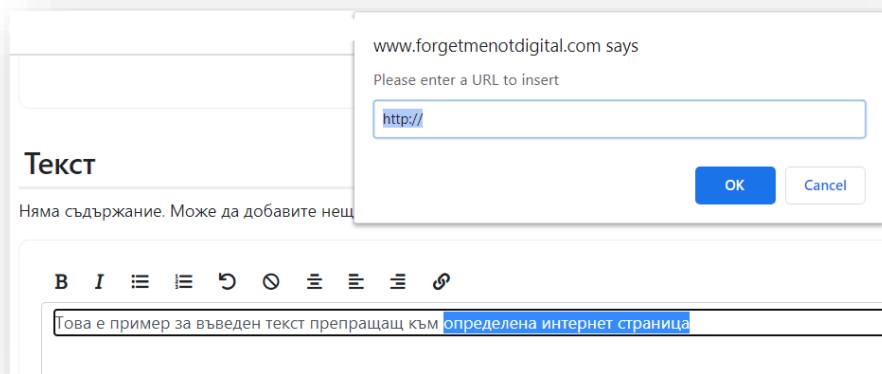 www.forgetmenotdigital.com says
Please enter a URL to insert
http://
OK Cancel
Текст
Няма съдържание. Може да добавите нещ
B I
Това е пример за въведен текст препращащ към определена интернет страница